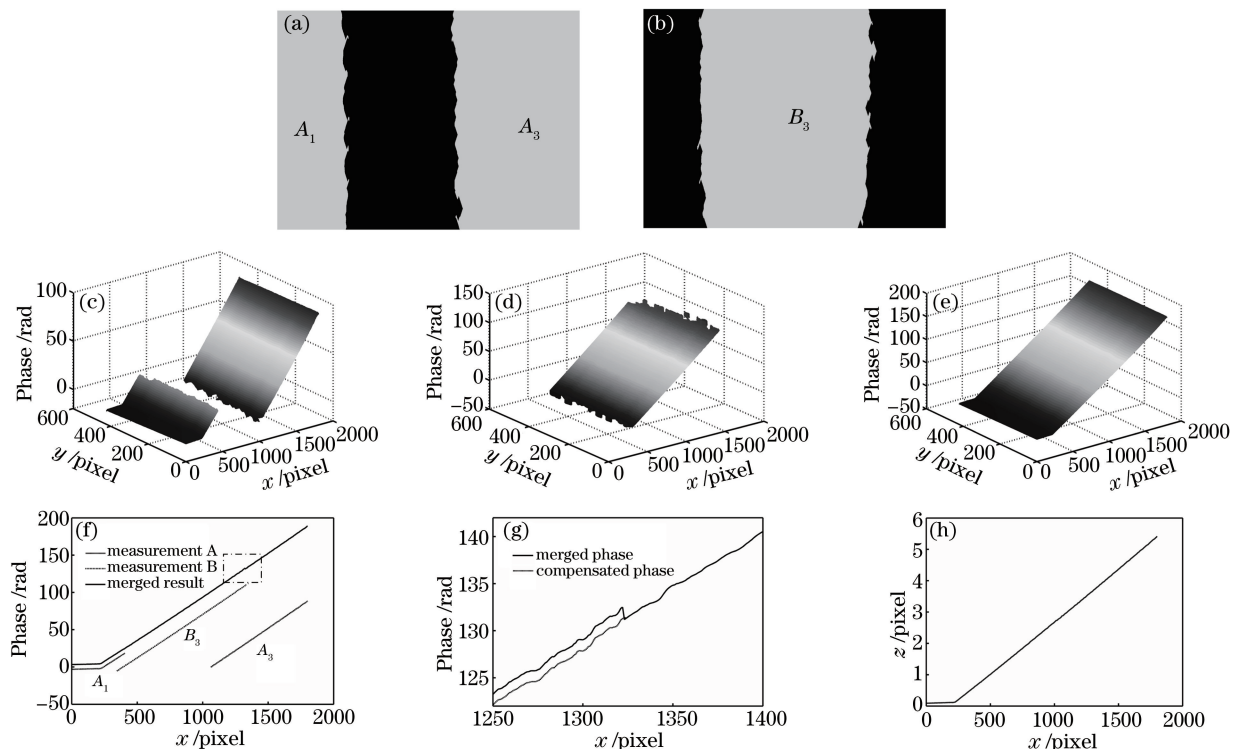 (a)
A₁
A₃
(b)
B₃
(c)
Phase /rad
100
50
0
600
400
200
0
y /pixel
0
500
1000
1500
2000
x /pixel
(d)
150
100
50
0
−50
600
400
200
0
y /pixel
0
500
1000
1500
2000
x /pixel
Phase /rad
(e)
200
150
100
50
0
−50
600
400
200
0
y /pixel
0
500
1000
1500
2000
x /pixel
Phase /rad
(f)
200
150
100
50
0
−50
measurement A
measurement B
merged result
A₁
B₃
A₃
0
500
1000
1500
2000
x /pixel
Phase /rad
(g)
140
135
131
125
merged phase
compensated phase
1250
1300
1350
1400
x /pixel
Phase /rad
(h)
6
5
4
3
2
1
0
0
500
1000
1500
2000
x /pixel
z /pixel